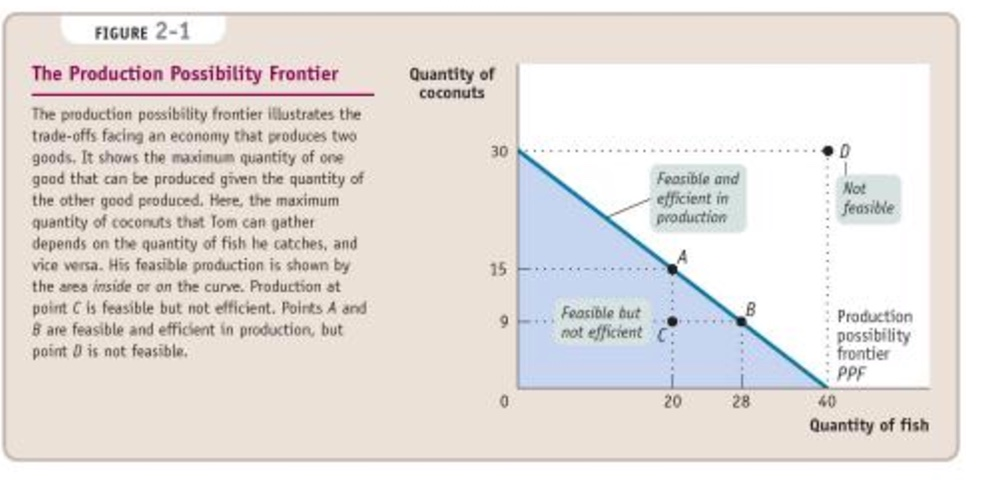 FIGURE 2-1
The Production Possibility Frontier
The production possibility frontier illustrates the
trade-offs facing an economy that produces two
goods. It shows the maximum quantity of one
good that can be produced given the quantity of
the other good produced. Here, the maximum
quantity of coconuts that Tom can gather
depends on the quantity of fish he catches, and
vice versa. His feasible production is shown by
the area inside or on the curve. Production at
point C is feasible but not efficient. Points A and
B are feasible and efficient in production, but
point D is not feasible.
Quantity of
coconuts
30
D
Feasible and
efficient in
production
Not
feasible
A
15
Feasible but
not efficient
C
B
9
Production
possibility
frontier
PPF
0
20
28
40
Quantity of fish